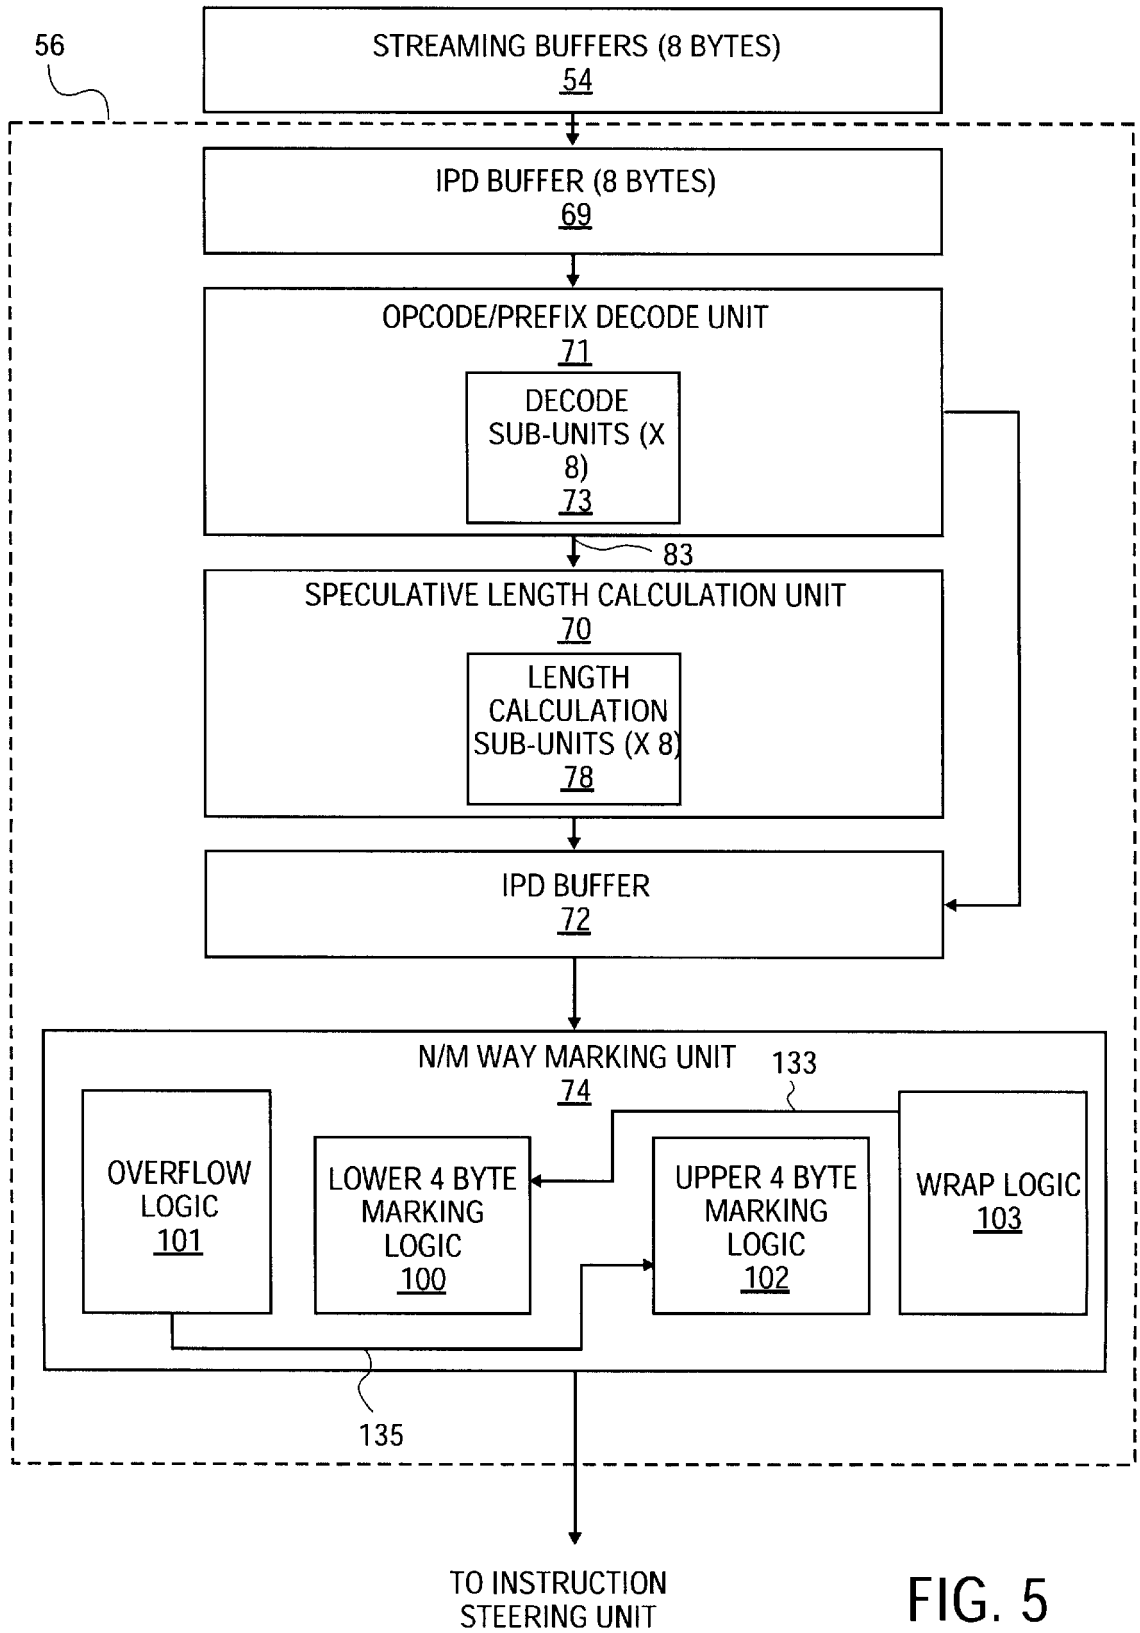 56
STREAMING BUFFERS (8 BYTES)
54
IPD BUFFER (8 BYTES)
69
OPCODE/PREFIX DECODE UNIT
71
DECODE
SUB-UNITS (X
8)
73
83
SPECULATIVE LENGTH CALCULATION UNIT
70
LENGTH
CALCULATION
SUB-UNITS (X 8)
78
IPD BUFFER
72
N/M WAY MARKING UNIT
74
133
OVERFLOW
LOGIC
101
LOWER 4 BYTE
MARKING
LOGIC
100
UPPER 4 BYTE
MARKING
LOGIC
102
WRAP LOGIC
103
135
TO INSTRUCTION
STEERING UNIT
FIG. 5